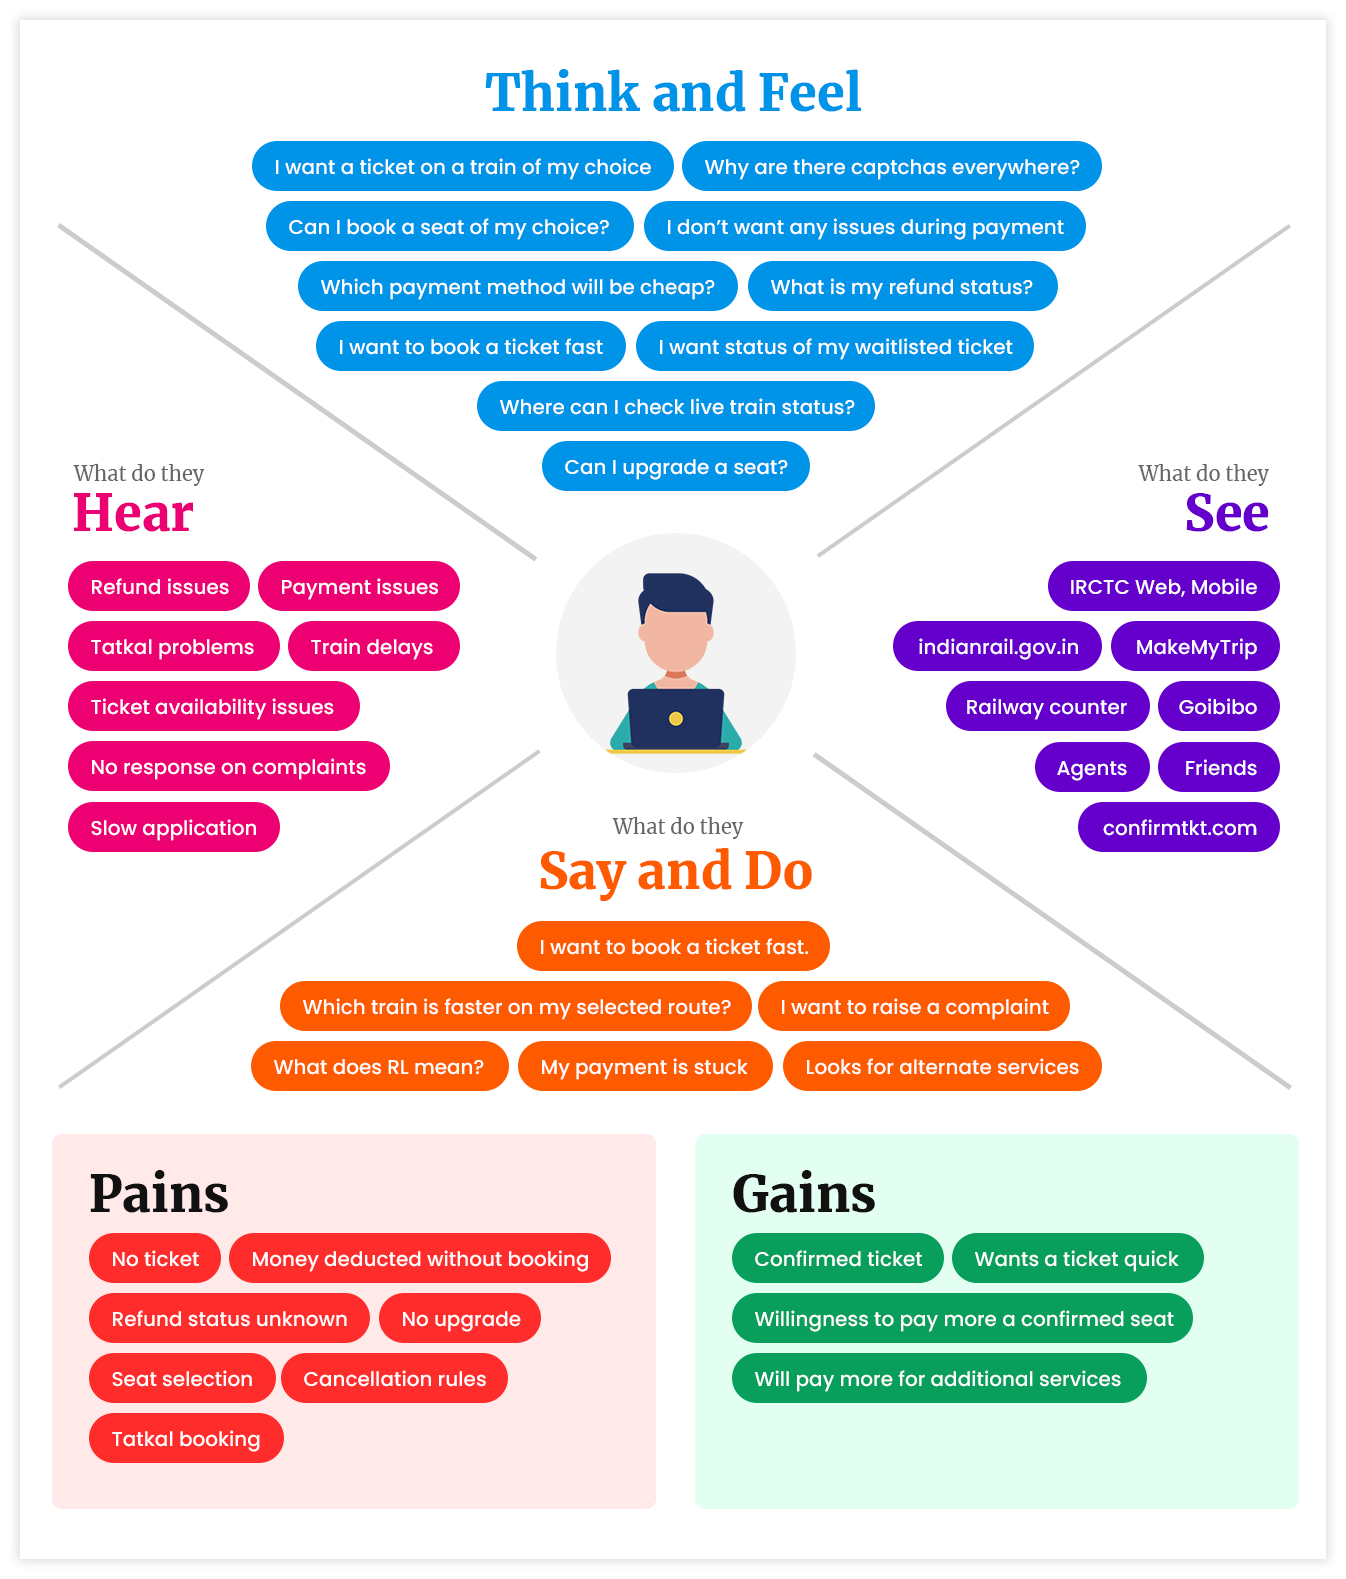 Think and Feel
I want a ticket on a train of my choice
Why are there captchas everywhere?
Can I book a seat of my choice?
I don’t want any issues during payment
Which payment method will be cheap?
What is my refund status?
I want to book a ticket fast
I want status of my waitlisted ticket
Where can I check live train status?
Can I upgrade a seat?
What do they
Hear
Refund issues
Payment issues
Tatkal problems
Train delays
Ticket availability issues
No response on complaints
Slow application
What do they
See
IRCTC Web, Mobile
indianrail.gov.in
MakeMyTrip
Railway counter
Goibibo
Agents
Friends
confirmtkt.com
What do they
Say and Do
I want to book a ticket fast.
Which train is faster on my selected route?
I want to raise a complaint
What does RL mean?
My payment is stuck
Looks for alternate services
Pains
No ticket
Money deducted without booking
Refund status unknown
No upgrade
Seat selection
Cancellation rules
Tatkal booking
Gains
Confirmed ticket
Wants a ticket quick
Willingness to pay more a confirmed seat
Will pay more for additional services